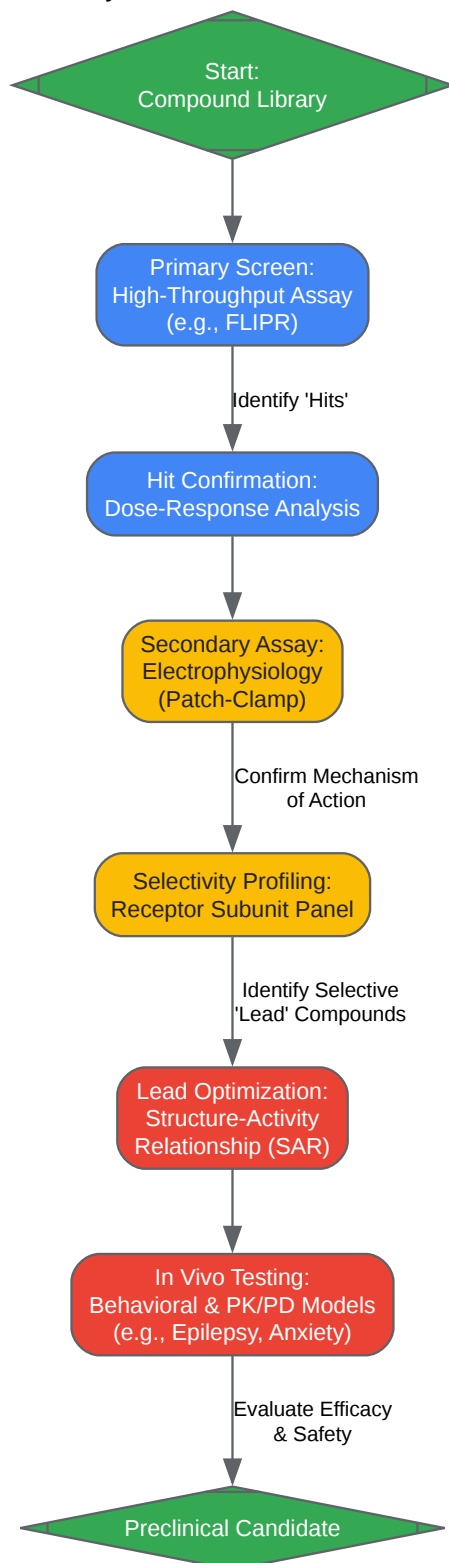 Start:
Compound Library
Primary Screen:
High-Throughput Assay
(e.g., FLIPR)
Identify 'Hits'
Hit Confirmation:
Dose-Response Analysis
Secondary Assay:
Electrophysiology
(Patch-Clamp)
Confirm Mechanism
of Action
Selectivity Profiling:
Receptor Subunit Panel
Identify Selective
'Lead' Compounds
Lead Optimization:
Structure-Activity
Relationship (SAR)
In Vivo Testing:
Behavioral & PK/PD Models
(e.g., Epilepsy, Anxiety)
Evaluate Efficacy
& Safety
Preclinical Candidate